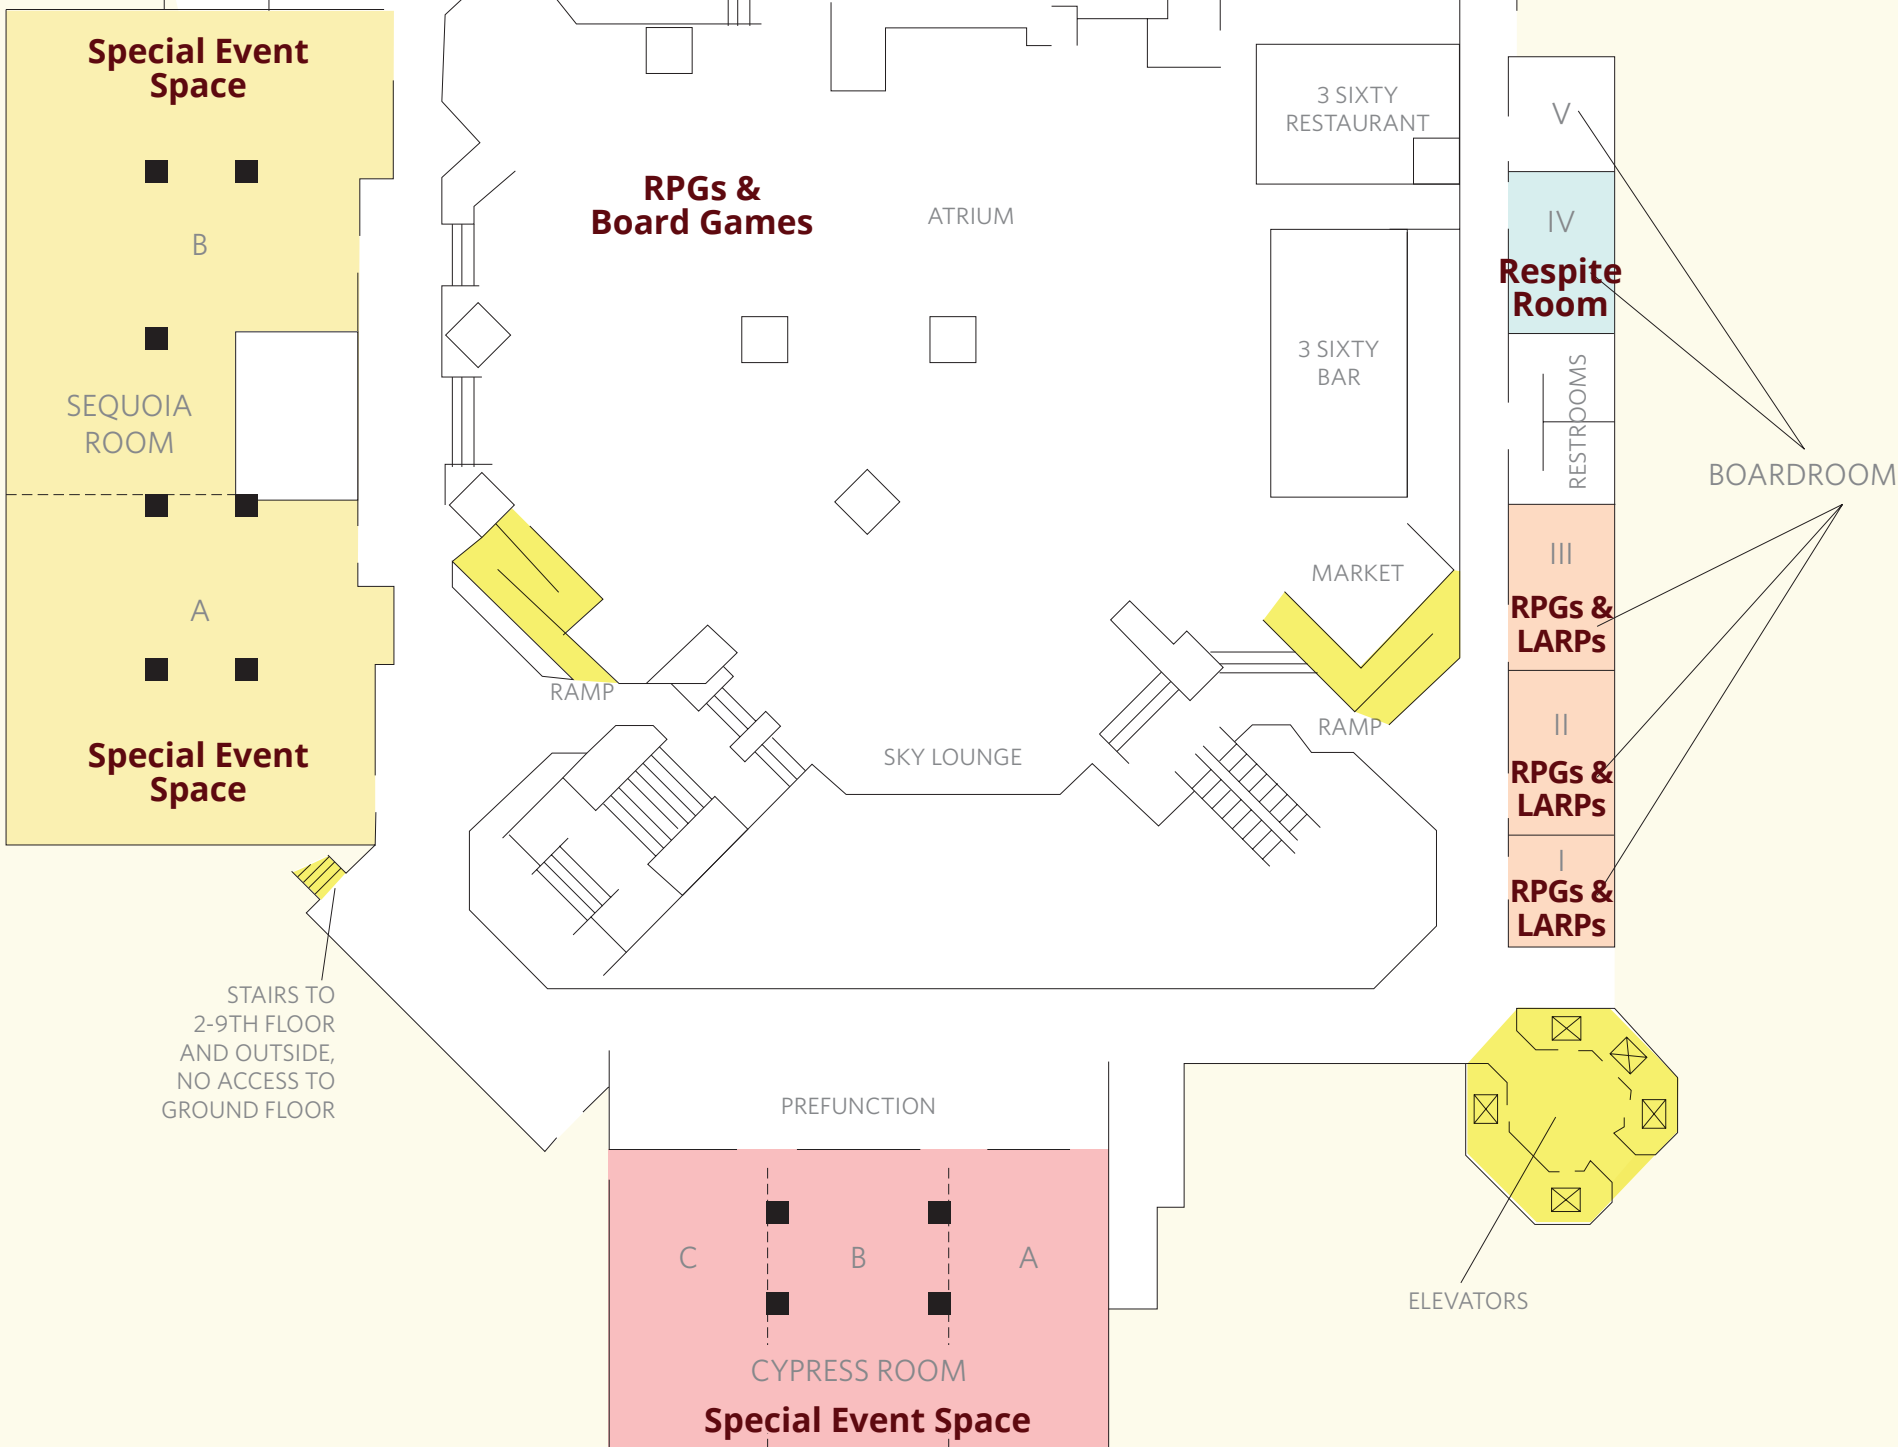 Special Event
Space
B
SEQUOIA
ROOM
A
Special Event
Space
RPGs &
Board Games
ATRIUM
3 SIXTY
RESTAURANT
3 SIXTY
BAR
MARKET
RAMP
RAMP
SKY LOUNGE
V
IV
Respite
Room
RESTROOMS
BOARDROOM
III
RPGs &
LARPs
II
RPGs &
LARPs
I
RPGs &
LARPs
STAIRS TO
2-9TH FLOOR
AND OUTSIDE,
NO ACCESS TO
GROUND FLOOR
PREFUNCTION
C
B
A
CYPRESS ROOM
Special Event Space
ELEVATORS